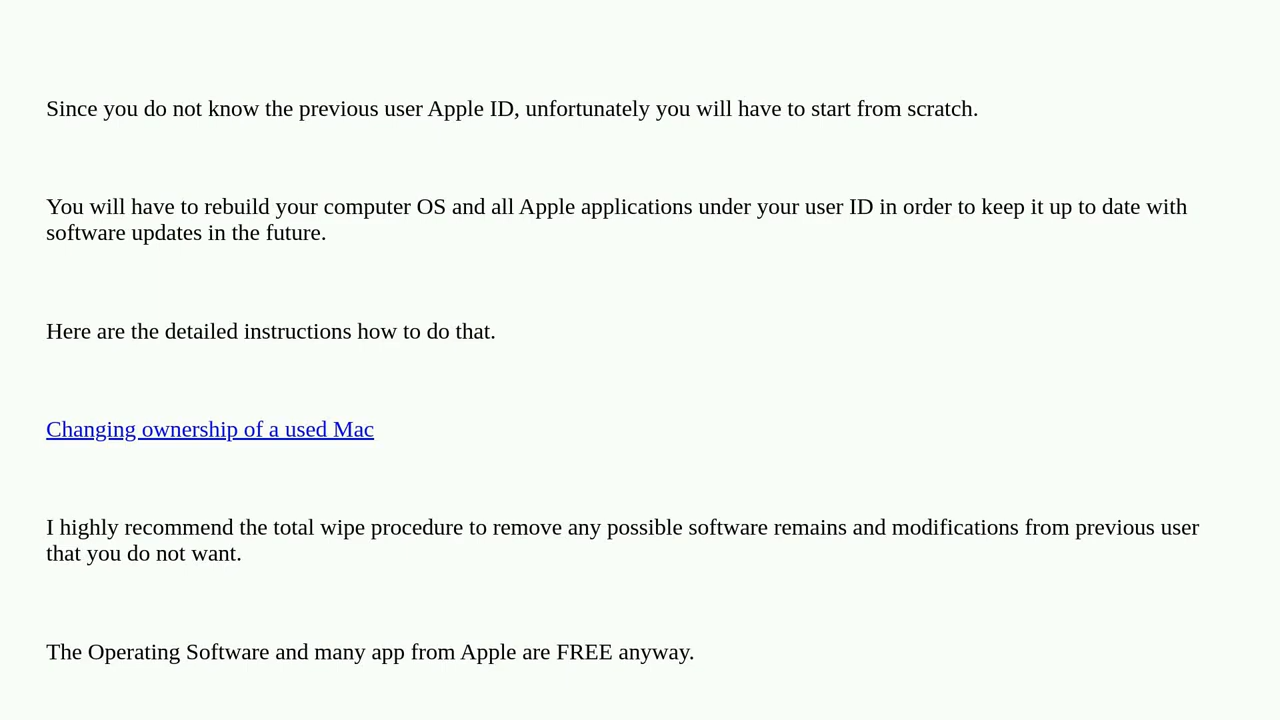 Since you do not know the previous user Apple ID, unfortunately you will have to start from scratch.
You will have to rebuild your computer OS and all Apple applications under your user ID in order to keep it up to date with
software updates in the future.
Here are the detailed instructions how to do that.
Changing ownership of a used Mac
I highly recommend the total wipe procedure to remove any possible software remains and modifications from previous user
that you do not want.
The Operating Software and many app from Apple are FREE anyway.